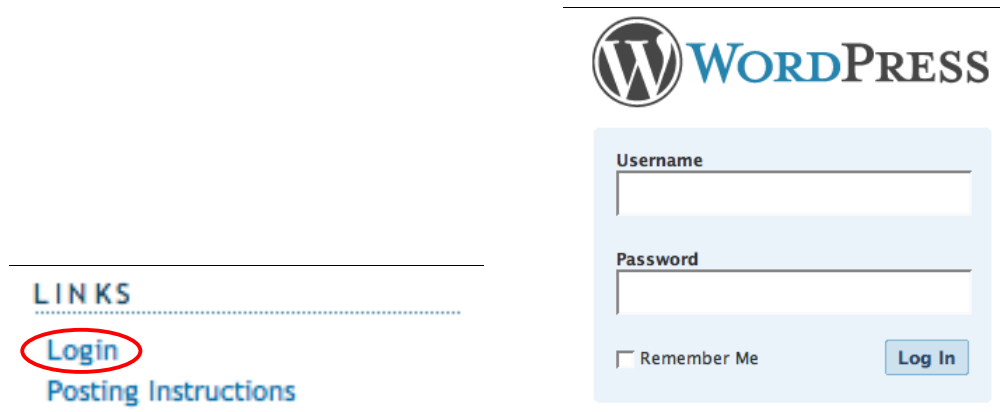 LINKS
Login
Posting Instructions
WORDPRESS
Username
Password
Remember Me
Log In